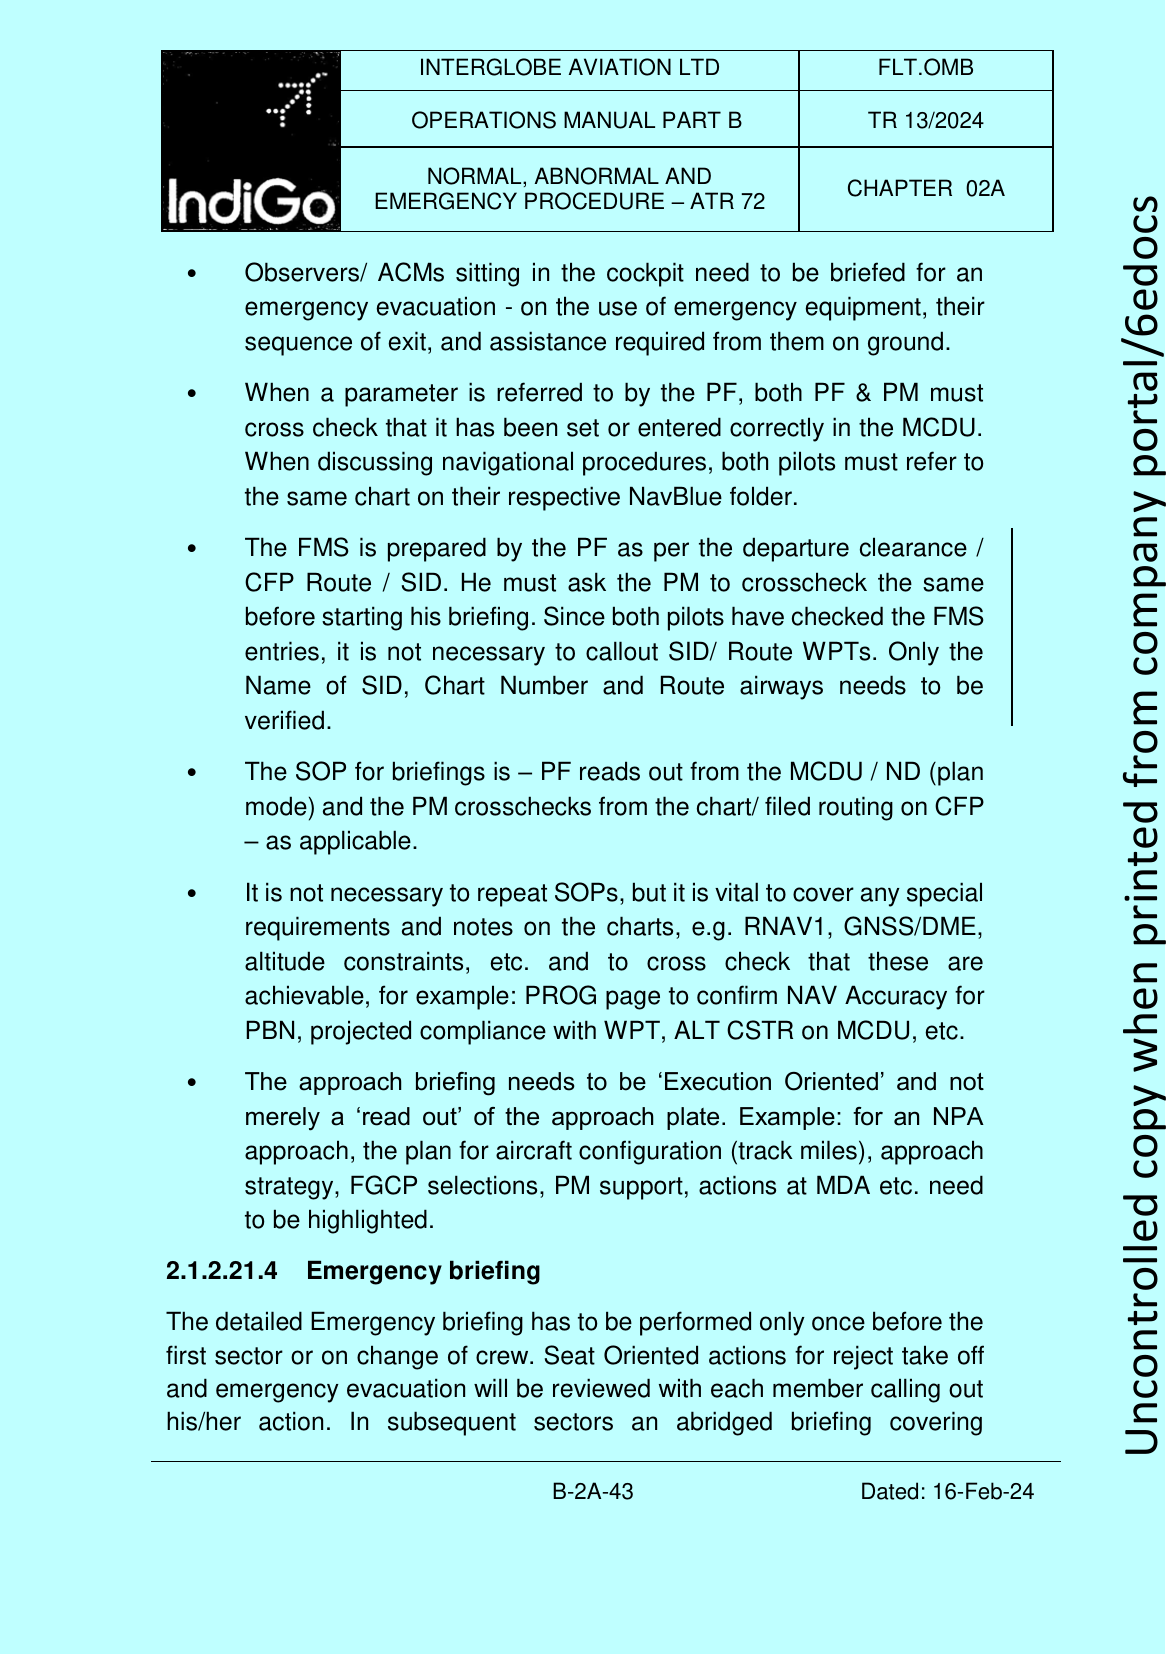 INTERGLOBE AVIATION LTD
FLT.OMB
OPERATIONS MANUAL PART B
TR 13/2024
NORMAL, ABNORMAL AND
EMERGENCY PROCEDURE – ATR 72
CHAPTER 02A
IndiGo
• Observers/ ACMs sitting in the cockpit need to be briefed for an
emergency evacuation - on the use of emergency equipment, their
sequence of exit, and assistance required from them on ground.
• When a parameter is referred to by the PF, both PF & PM must
cross check that it has been set or entered correctly in the MCDU.
When discussing navigational procedures, both pilots must refer to
the same chart on their respective NavBlue folder.
• The FMS is prepared by the PF as per the departure clearance /
CFP Route / SID. He must ask the PM to crosscheck the same
before starting his briefing. Since both pilots have checked the FMS
entries, it is not necessary to callout SID/ Route WPTs. Only the
Name of SID, Chart Number and Route airways needs to be
verified.
• The SOP for briefings is – PF reads out from the MCDU / ND (plan
mode) and the PM crosschecks from the chart/ filed routing on CFP
– as applicable.
• It is not necessary to repeat SOPs, but it is vital to cover any special
requirements and notes on the charts, e.g. RNAV1, GNSS/DME,
altitude constraints, etc. and to cross check that these are
achievable, for example: PROG page to confirm NAV Accuracy for
PBN, projected compliance with WPT, ALT CSTR on MCDU, etc.
• The approach briefing needs to be ‘Execution Oriented’ and not
merely a ‘read out’ of the approach plate. Example: for an NPA
approach, the plan for aircraft configuration (track miles), approach
strategy, FGCP selections, PM support, actions at MDA etc. need
to be highlighted.
2.1.2.21.4 Emergency briefing
The detailed Emergency briefing has to be performed only once before the
first sector or on change of crew. Seat Oriented actions for reject take off
and emergency evacuation will be reviewed with each member calling out
his/her action. In subsequent sectors an abridged briefing covering
B-2A-43
Dated: 16-Feb-24
Uncontrolled copy when printed from company portal/6edocs